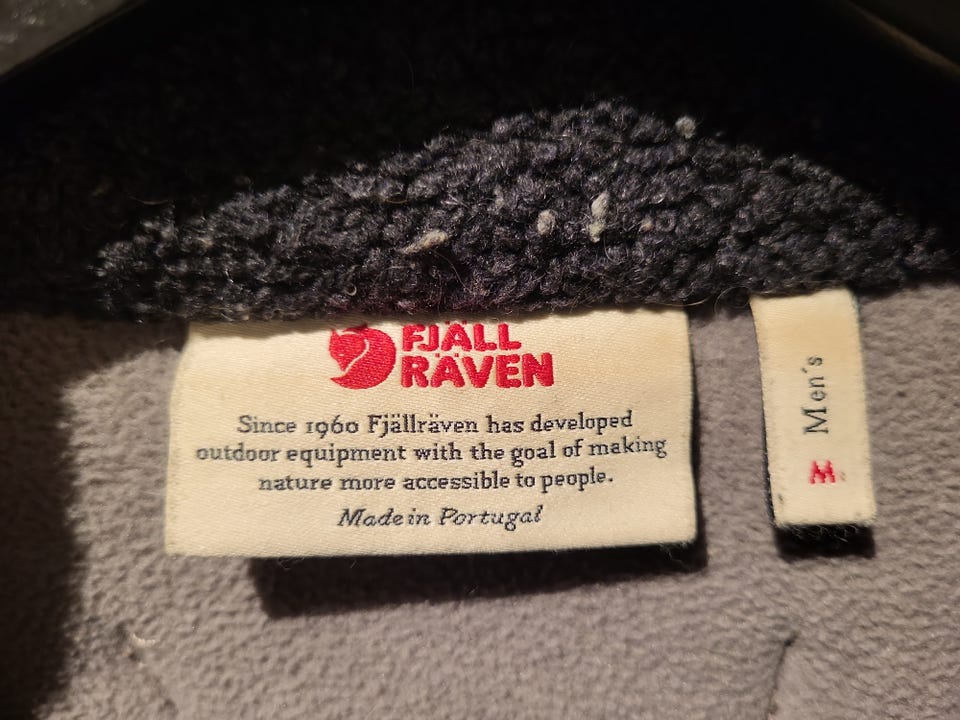 FJÄLL
RÄVEN
Since 1960 Fjällräven has developed
outdoor equipment with the goal of making
nature more accessible to people.
Made in Portugal
Men's
M